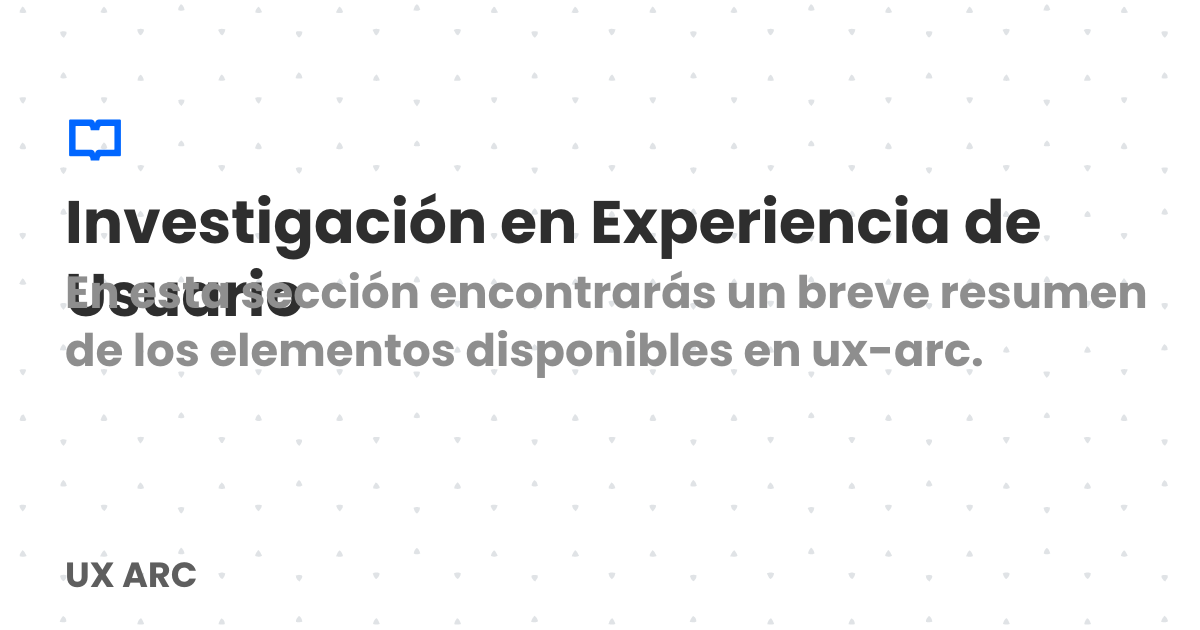 Investigación en Experiencia de
Usuario
En esta sección encontrarás un breve resumen
de los elementos disponibles en ux-arc.
UX ARC